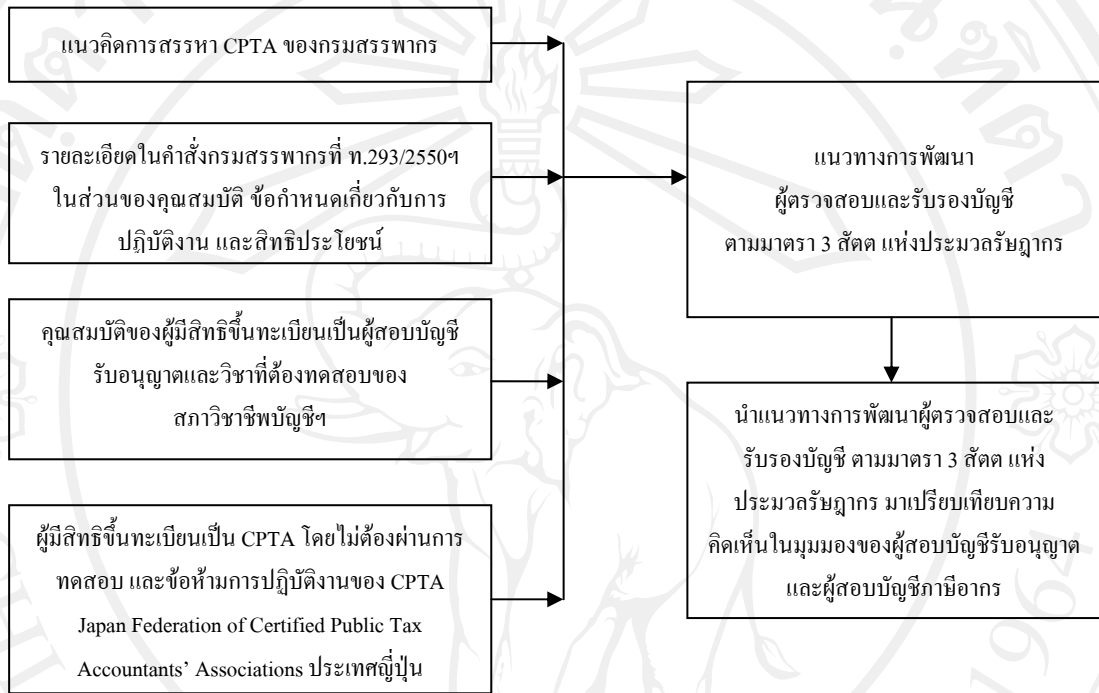 แนวคิดการสรรหา CPTA ของกรมสรรพากร
รายละเอียดในคำสั่งกรมสรรพากรที่ ท.293/2550ฯ
ในส่วนของคุณสมบัติ ข้อกำหนดเกี่ยวกับการ
ปฏิบัติงาน และสิทธิประโยชน์
คุณสมบัติของผู้มีสิทธิขึ้นทะเบียนเป็นผู้สอบบัญชี
รับอนุญาตและวิชาที่ต้องทดสอบของ
สภาวิชาชีพบัญชีฯ
ผู้มีสิทธิขึ้นทะเบียนเป็น CPTA โดยไม่ต้องผ่านการ
ทดสอบ และข้อห้ามการปฏิบัติงานของ CPTA
Japan Federation of Certified Public Tax
Accountants’ Associations ประเทศญี่ปุ่น
แนวทางการพัฒนา
ผู้ตรวจสอบและรับรองบัญชี
ตามมาตรา 3 สัตต แห่งประมวลรัษฎากร
นำแนวทางการพัฒนาผู้ตรวจสอบและ
รับรองบัญชี ตามมาตรา 3 สัตต แห่ง
ประมวลรัษฎากร มาเปรียบเทียบความ
คิดเห็นในมุมมองของผู้สอบบัญชีรับอนุญาต
และผู้สอบบัญชีภาษีอากร
1964